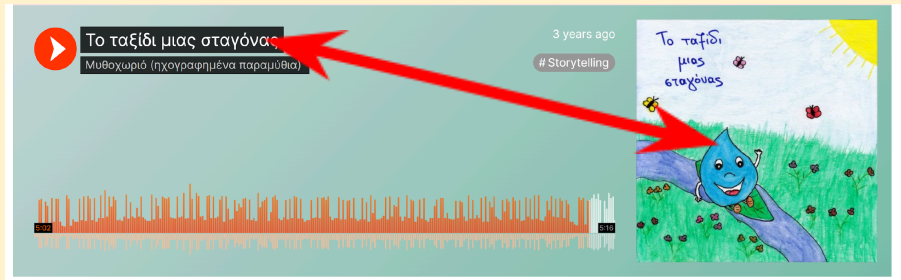 Το ταξίδι μιας σταγόνας
Μυθοχωριό (ηχογραφημένα παραμύθια)
3 years ago
# Storytelling
5:02
5:16
Το ταξίδι
μιας
σταγόνας